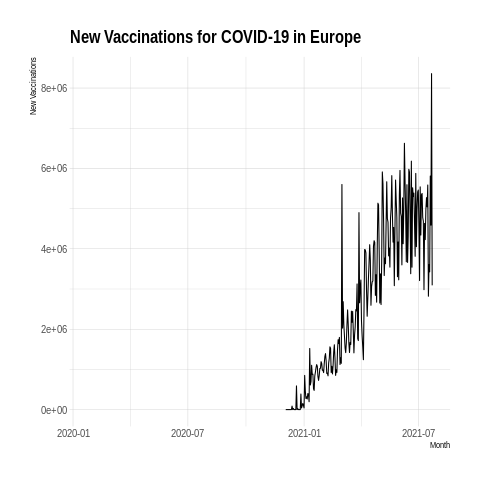 New Vaccinations for COVID-19 in Europe
New Vaccinations
8e+06
6e+06
4e+06
2e+06
0e+00
2020-01 2020-07 2021-01 2021-07
Month